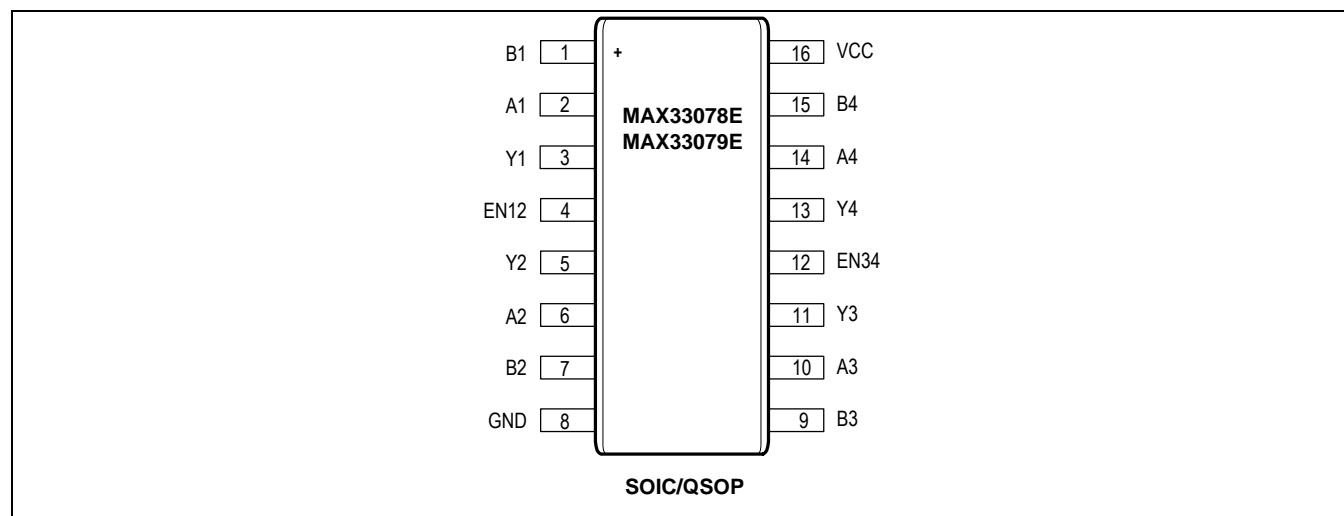 B1 1 + 16 VCC
A1 2 15 B4
MAX33078E
MAX33079E
Y1 3 14 A4
EN12 4 13 Y4
Y2 5 12 EN34
A2 6 11 Y3
B2 7 10 A3
GND 8 9 B3
SOIC/QSOP